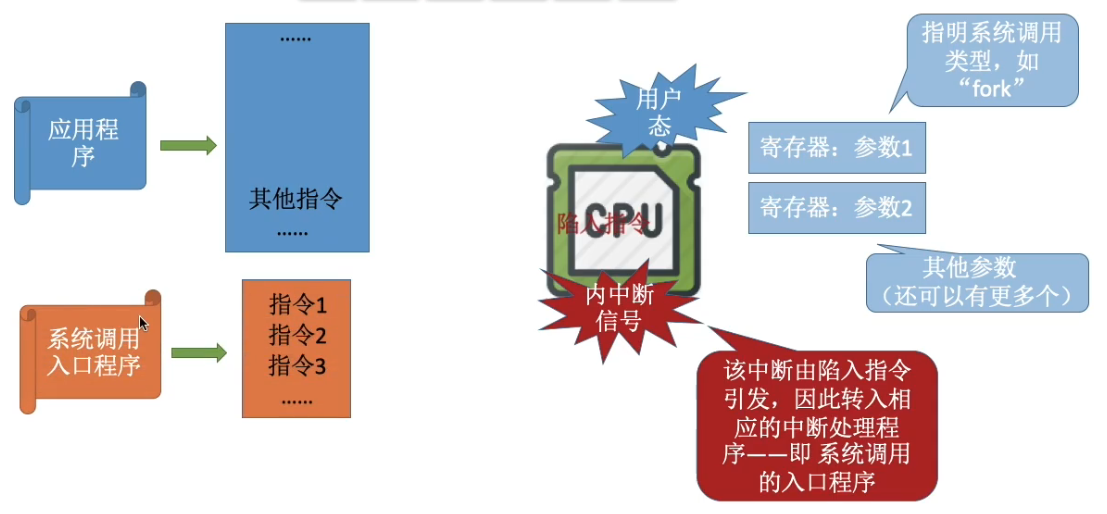 ......
应用程
序
其他指令
......
系统调用
入口程序
指令1
指令2
指令3
......
用户
态
CPU
陷入指令
内中断
信号
指明系统调用
类型，如
“fork”
寄存器：参数1
寄存器：参数2
其他参数
（还可以有更多个）
该中断由陷入指令
引发，因此转入相
应的中断处理程
序——即 系统调用
的入口程序